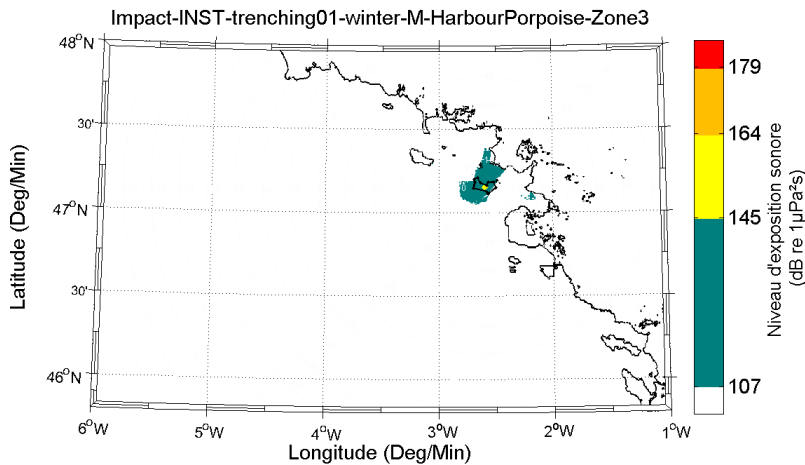 Impact-INST-trenching01-winter-M-HarbourPorpoise-Zone3
48°N
30'
47°N
30'
46°N
Latitude (Deg/Min)
6°W
5°W
4°W
3°W
2°W
1°W
Longitude (Deg/Min)
179
164
145
107
Niveau d'exposition sonore
(dB re 1µPa²s)